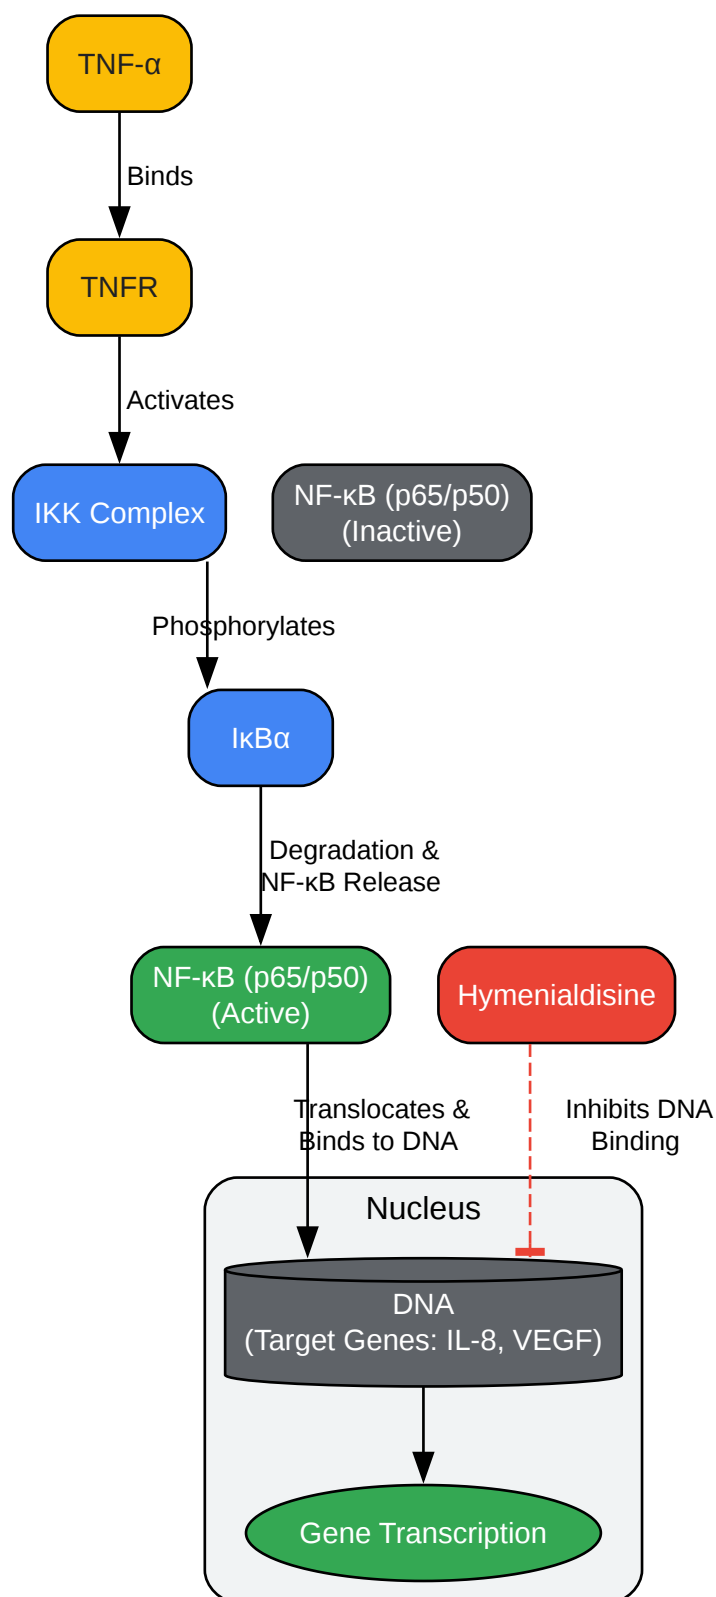 TNF-α
Binds
TNFR
Activates
IKK Complex
NF-κB (p65/p50)
(Inactive)
Phosphorylates
IκBα
Degradation &
NF-κB Release
NF-κB (p65/p50)
(Active)
Hymenialdisine
Translocates &
Binds to DNA
Inhibits DNA
Binding
Nucleus
DNA
(Target Genes: IL-8, VEGF)
Gene Transcription